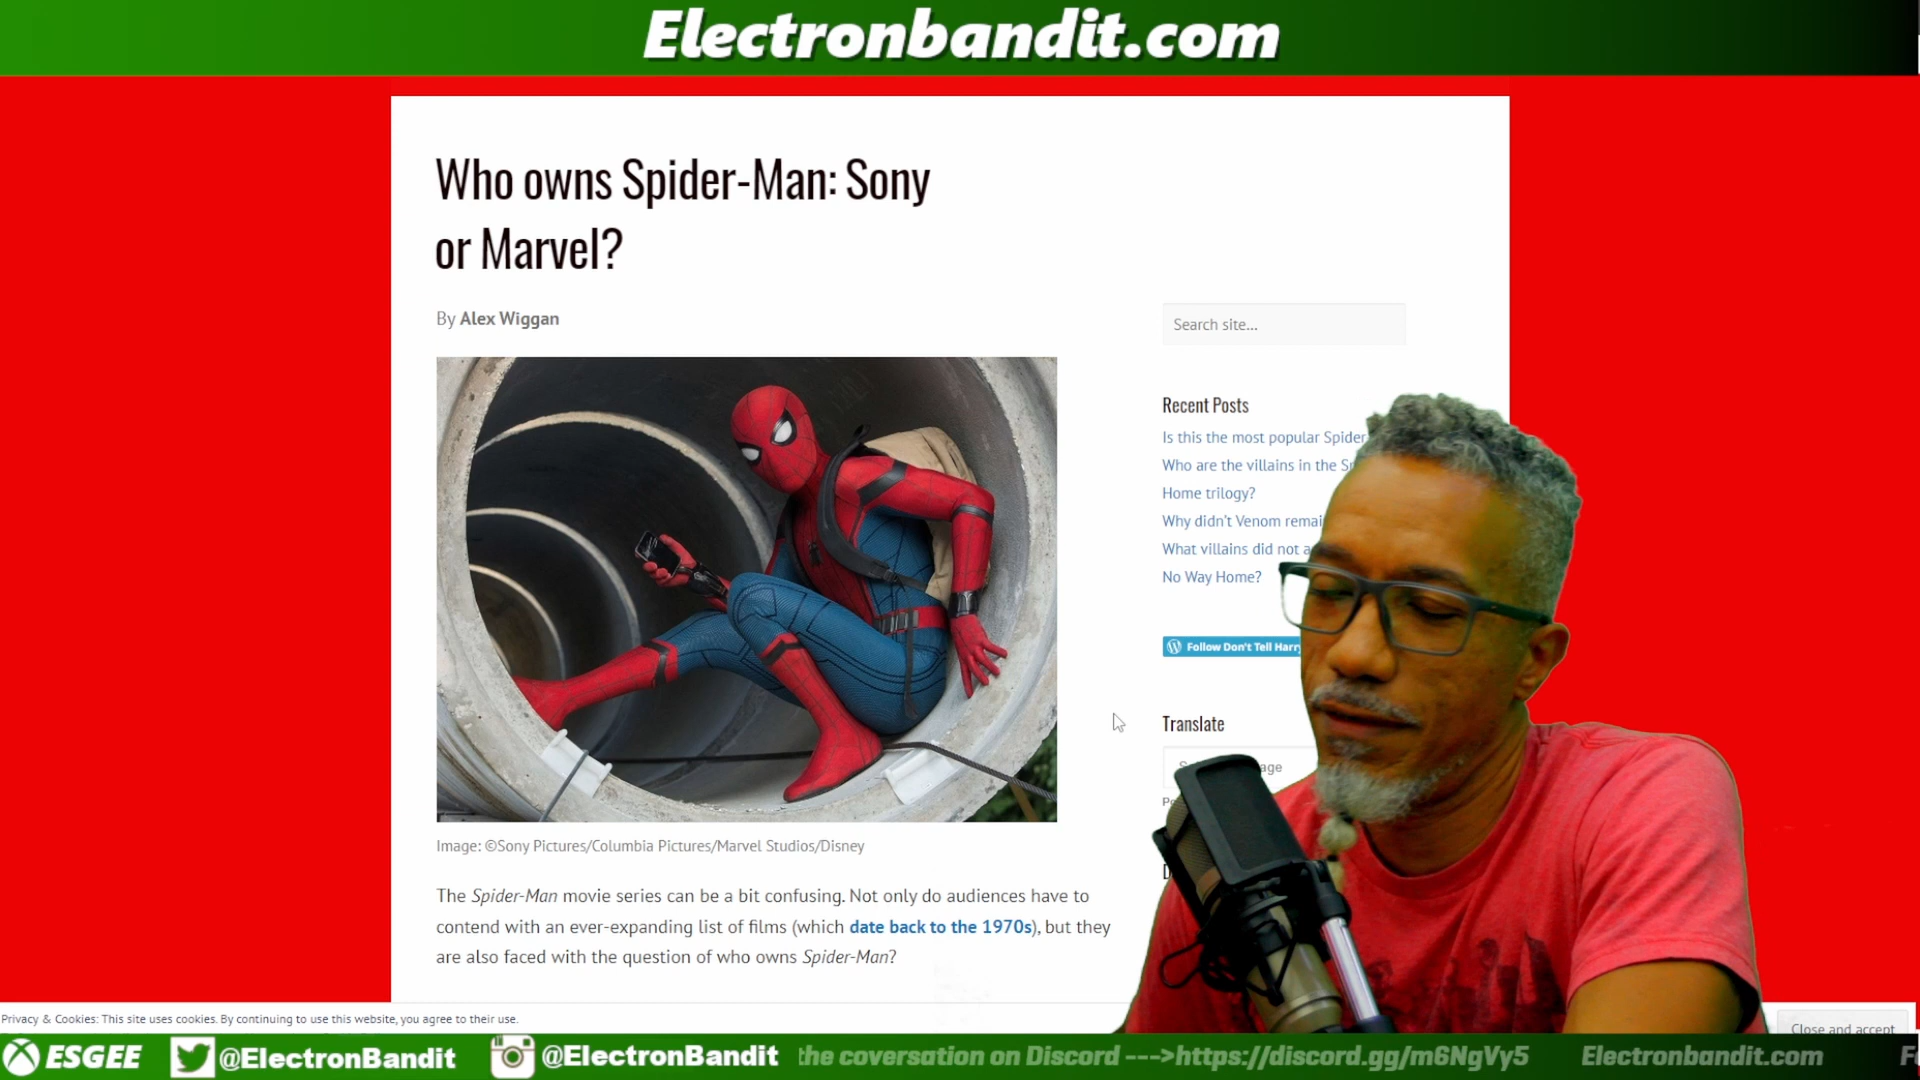 Electronbandit.com
Who owns Spider-Man: Sony
or Marvel?
By Alex Wiggan
Search site...
Recent Posts
Is this the most popular Spider
Who are the villains in the
Home trilogy?
Why didn't Venom
What villains did not
No Way Home?
Follow Don't Tell
Translate
Image: ©Sony Pictures/Columbia Pictures/Marvel Studios/Disney
The Spider-Man movie series can be a bit confusing. Not only do audiences have to
contend with an ever-expanding list of films (which date back to the 1970s), but they
are also faced with the question of who owns Spider-Man?
Privacy & Cookies: This site uses cookies. By continuing to use this website, you agree to their use.
Close and accept
ESGEE @ElectronBandit @ElectronBandit the coversation on Discord --->https://discord.gg/m6NgVy5 Electronbandit.com